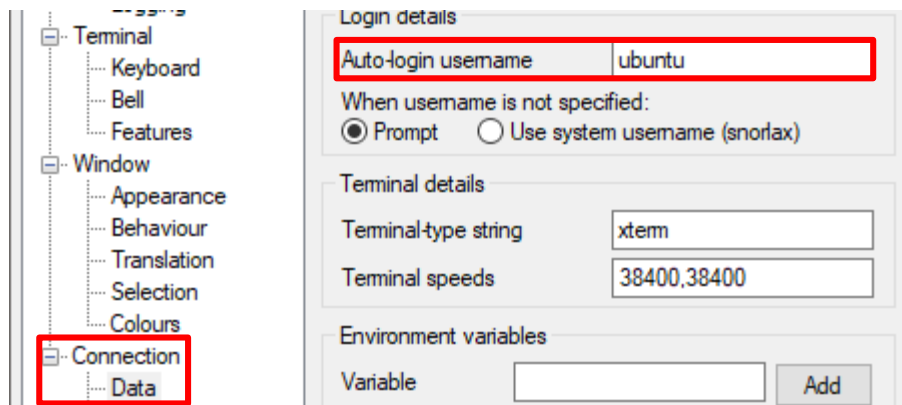 Logging
Terminal
Keyboard
Bell
Features
Window
Appearance
Behaviour
Translation
Selection
Colours
Connection
Data
Login details
Auto-login username ubuntu
When username is not specified:
Prompt Use system username (snorlax)
Terminal details
Terminal-type string xterm
Terminal speeds 38400,38400
Environment variables
Variable Add